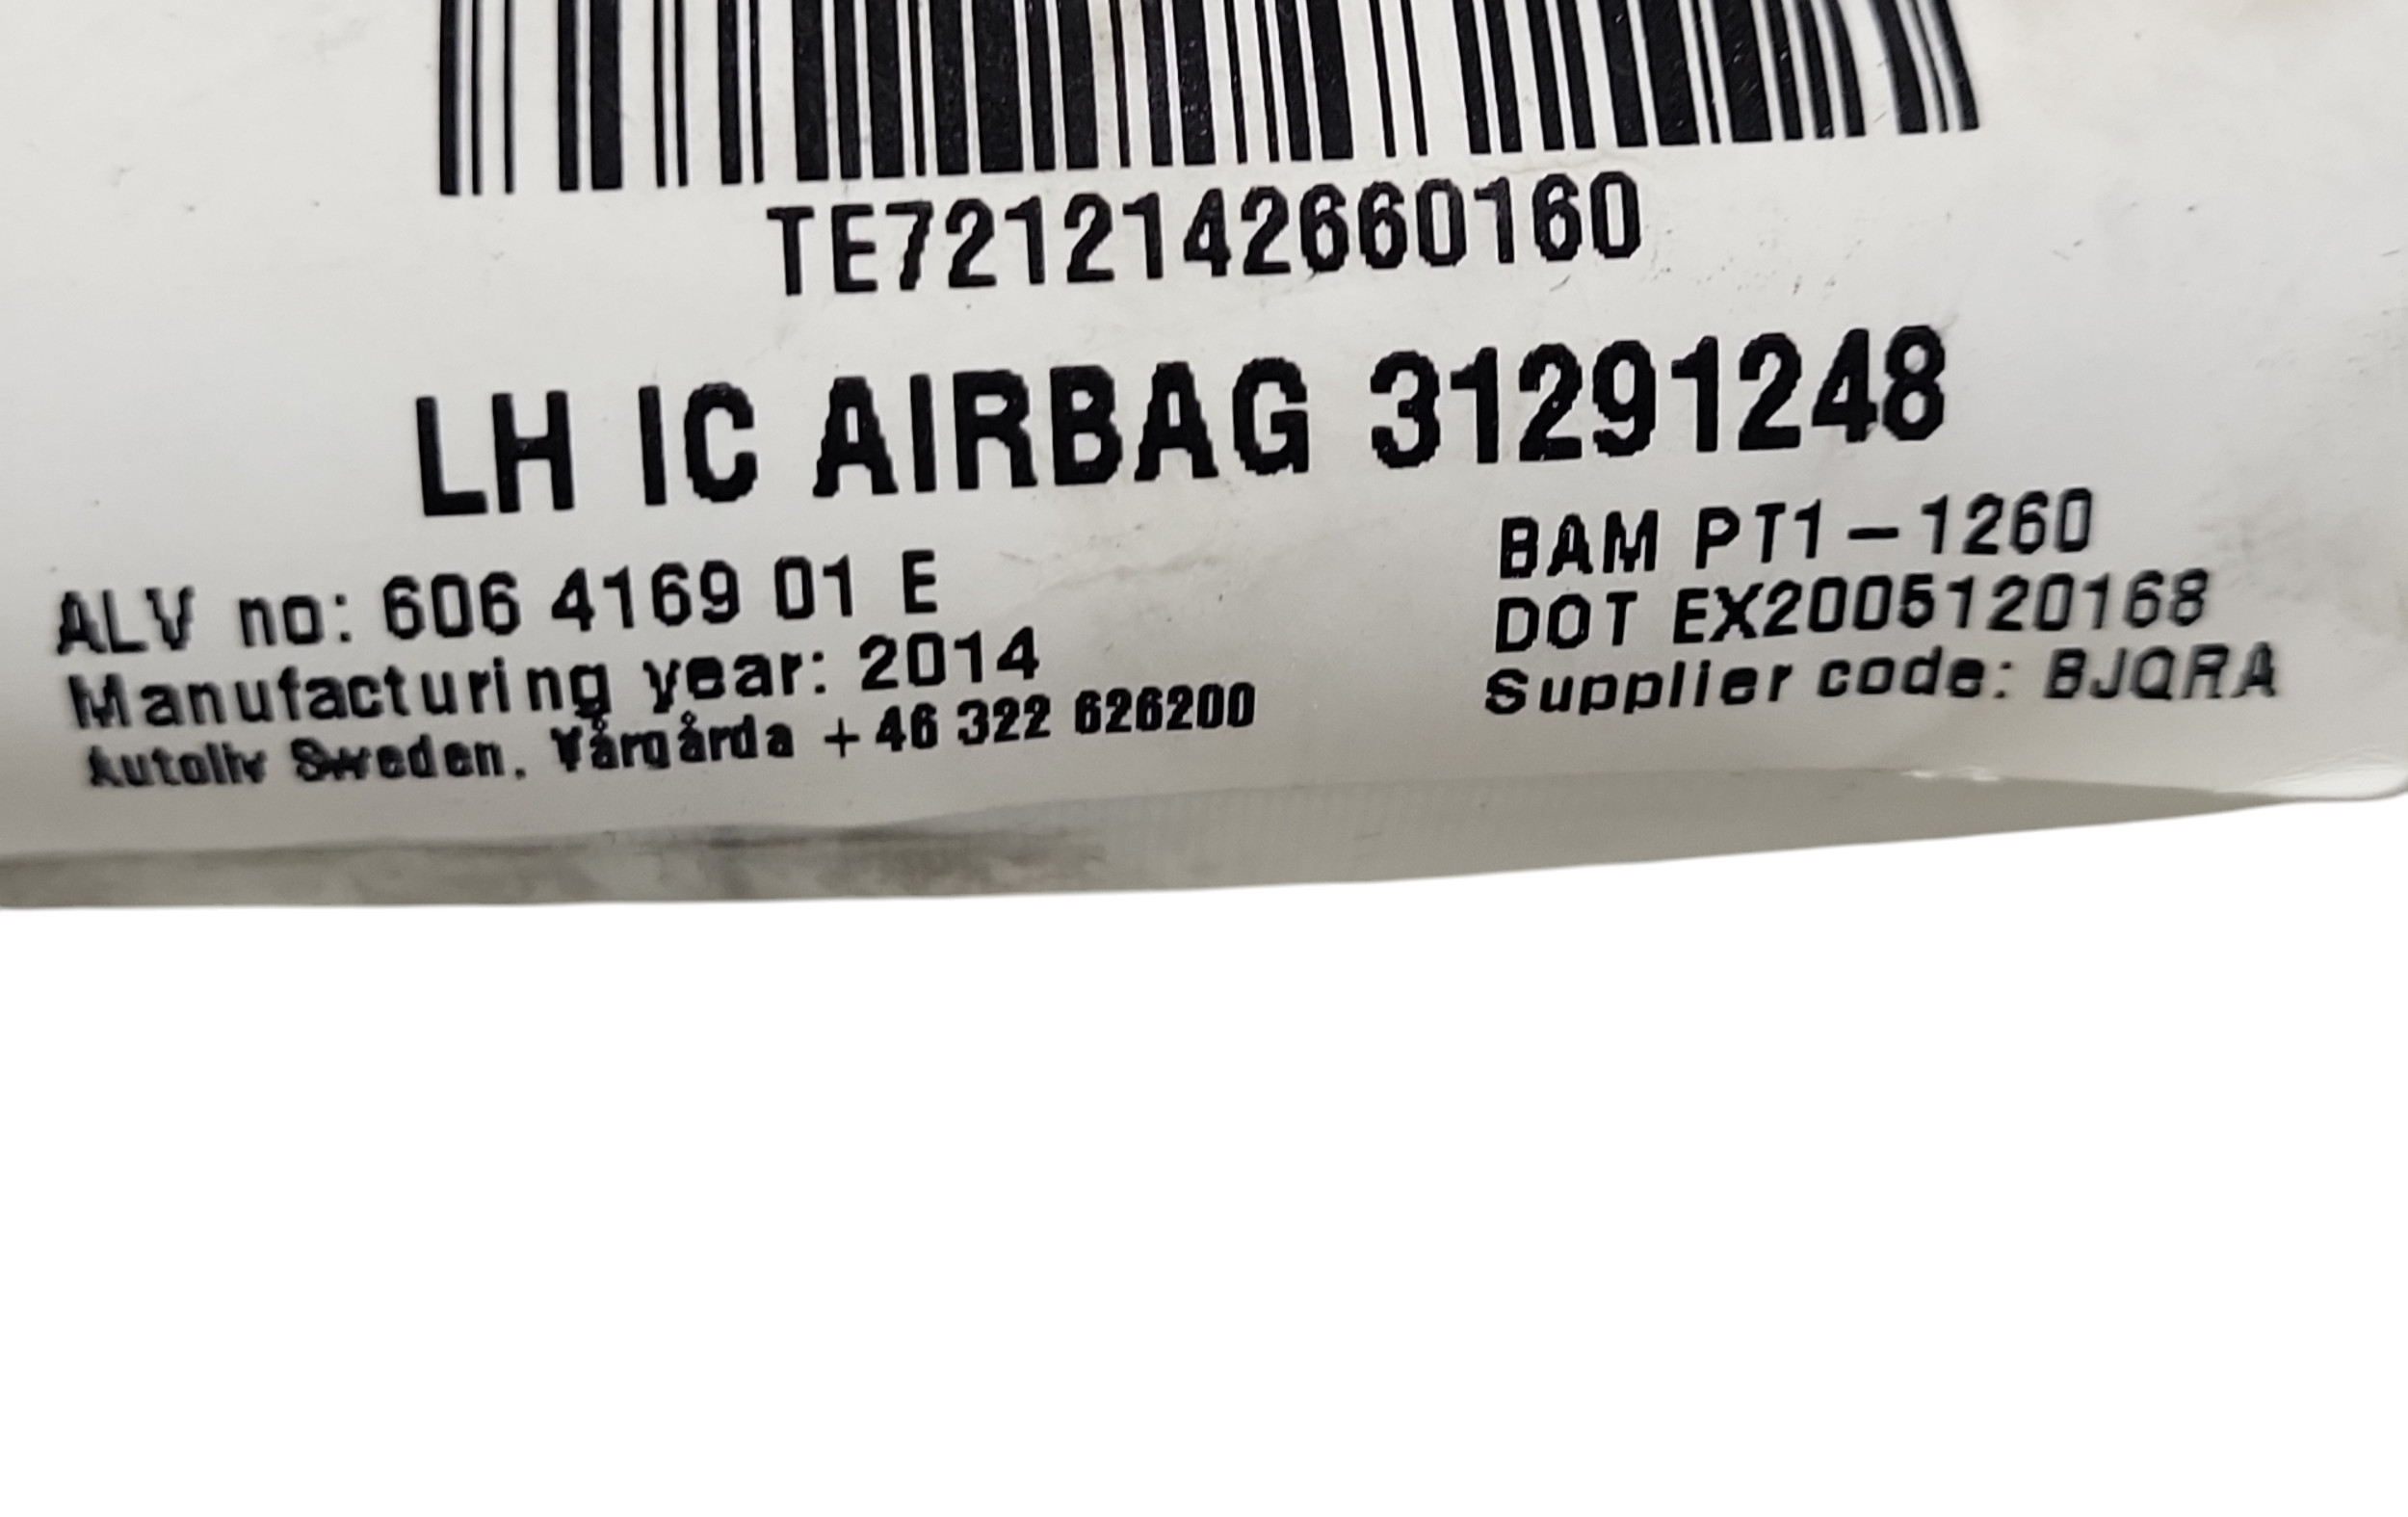 TE7212142660160
LH IC AIRBAG 31291248
ALV no: 606 4169 01 E
Manufacturing year: 2014
Autoliv Sweden, Vårgårda +46 322 626200
BAM PT1-1260
DOT EX2005120168
Supplier code: BJQRA